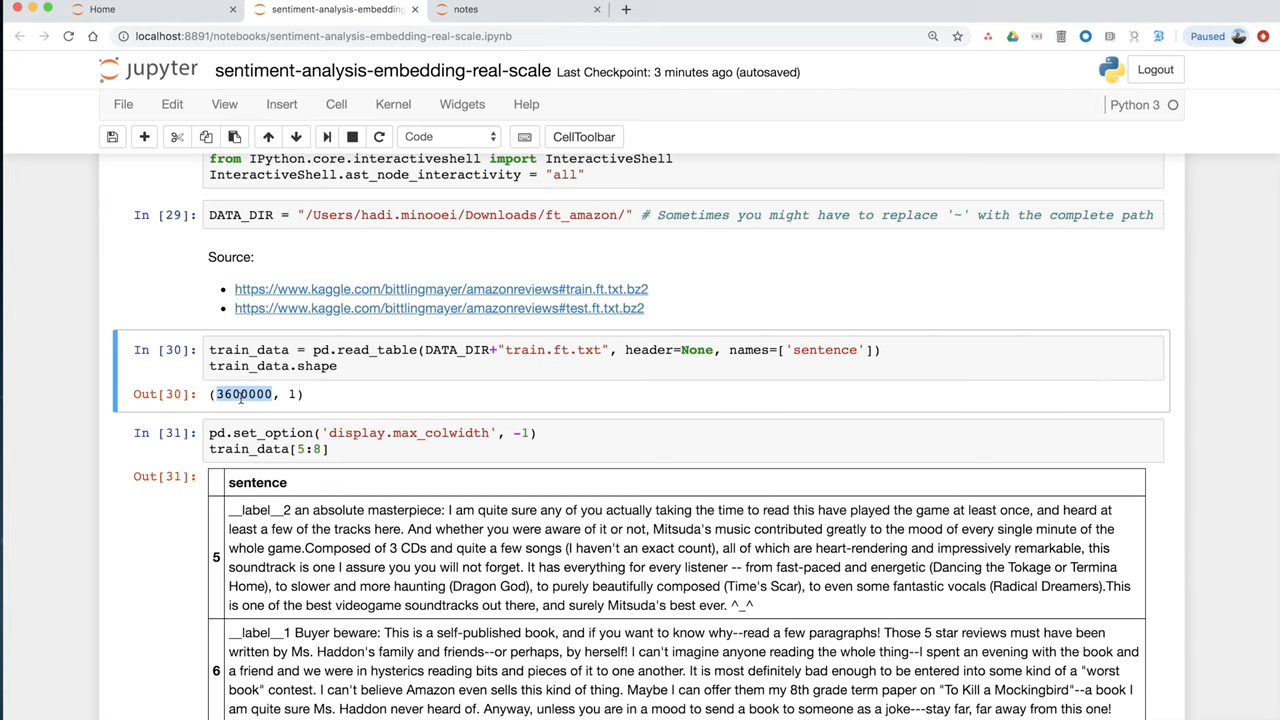 Home
sentiment-analysis-embedding
notes
localhost:8891/notebooks/sentiment-analysis-embedding-real-scale.ipynb
Paused
jupyter
sentiment-analysis-embedding-real-scale Last Checkpoint: 3 minutes ago (autosaved)
Logout
File Edit View Insert Cell Kernel Widgets Help
Python 3
Code
CellToolbar
from IPython.core.interactiveshell import InteractiveShell
InteractiveShell.ast_node_interactivity = "all"
In [29]: DATA_DIR = "/Users/hadi.minooei/Downloads/ft_amazon/" # Sometimes you might have to replace '~' with the complete path
Source:
https://www.kaggle.com/bittlingmayer/amazonreviews#train.ft.txt.bz2
https://www.kaggle.com/bittlingmayer/amazonreviews#test.ft.txt.bz2
In [30]: train_data = pd.read_table(DATA_DIR+"train.ft.txt", header=None, names=['sentence'])
train_data.shape
Out[30]: (3600000, 1)
In [31]: pd.set_option('display.max_colwidth', -1)
train_data[5:8]
Out[31]:
sentence
__label__2 an absolute masterpiece: I am quite sure any of you actually taking the time to read this have played the game at least once, and heard at
least a few of the tracks here. And whether you were aware of it or not, Mitsuda's music contributed greatly to the mood of every single minute of the
whole game.Composed of 3 CDs and quite a few songs (I haven't an exact count), all of which are heart-rendering and impressively remarkable, this
5 soundtrack is one I assure you you will not forget. It has everything for every listener -- from fast-paced and energetic (Dancing the Tokage or Termina
Home), to slower and more haunting (Dragon God), to purely beautifully composed (Time's Scar), to even some fantastic vocals (Radical Dreamers).This
is one of the best videogame soundtracks out there, and surely Mitsuda's best ever. ^_^
__label__1 Buyer beware: This is a self-published book, and if you want to know why--read a few paragraphs! Those 5 star reviews must have been
written by Ms. Haddon's family and friends--or perhaps, by herself! I can't imagine anyone reading the whole thing--I spent an evening with the book and
6 a friend and we were in hysterics reading bits and pieces of it to one another. It is most definitely bad enough to be entered into some kind of a "worst
book" contest. I can't believe Amazon even sells this kind of thing. Maybe I can offer them my 8th grade term paper on "To Kill a Mockingbird"--a book I
am quite sure Ms. Haddon never heard of. Anyway, unless you are in a mood to send a book to someone as a joke---stay far, far away from this one!